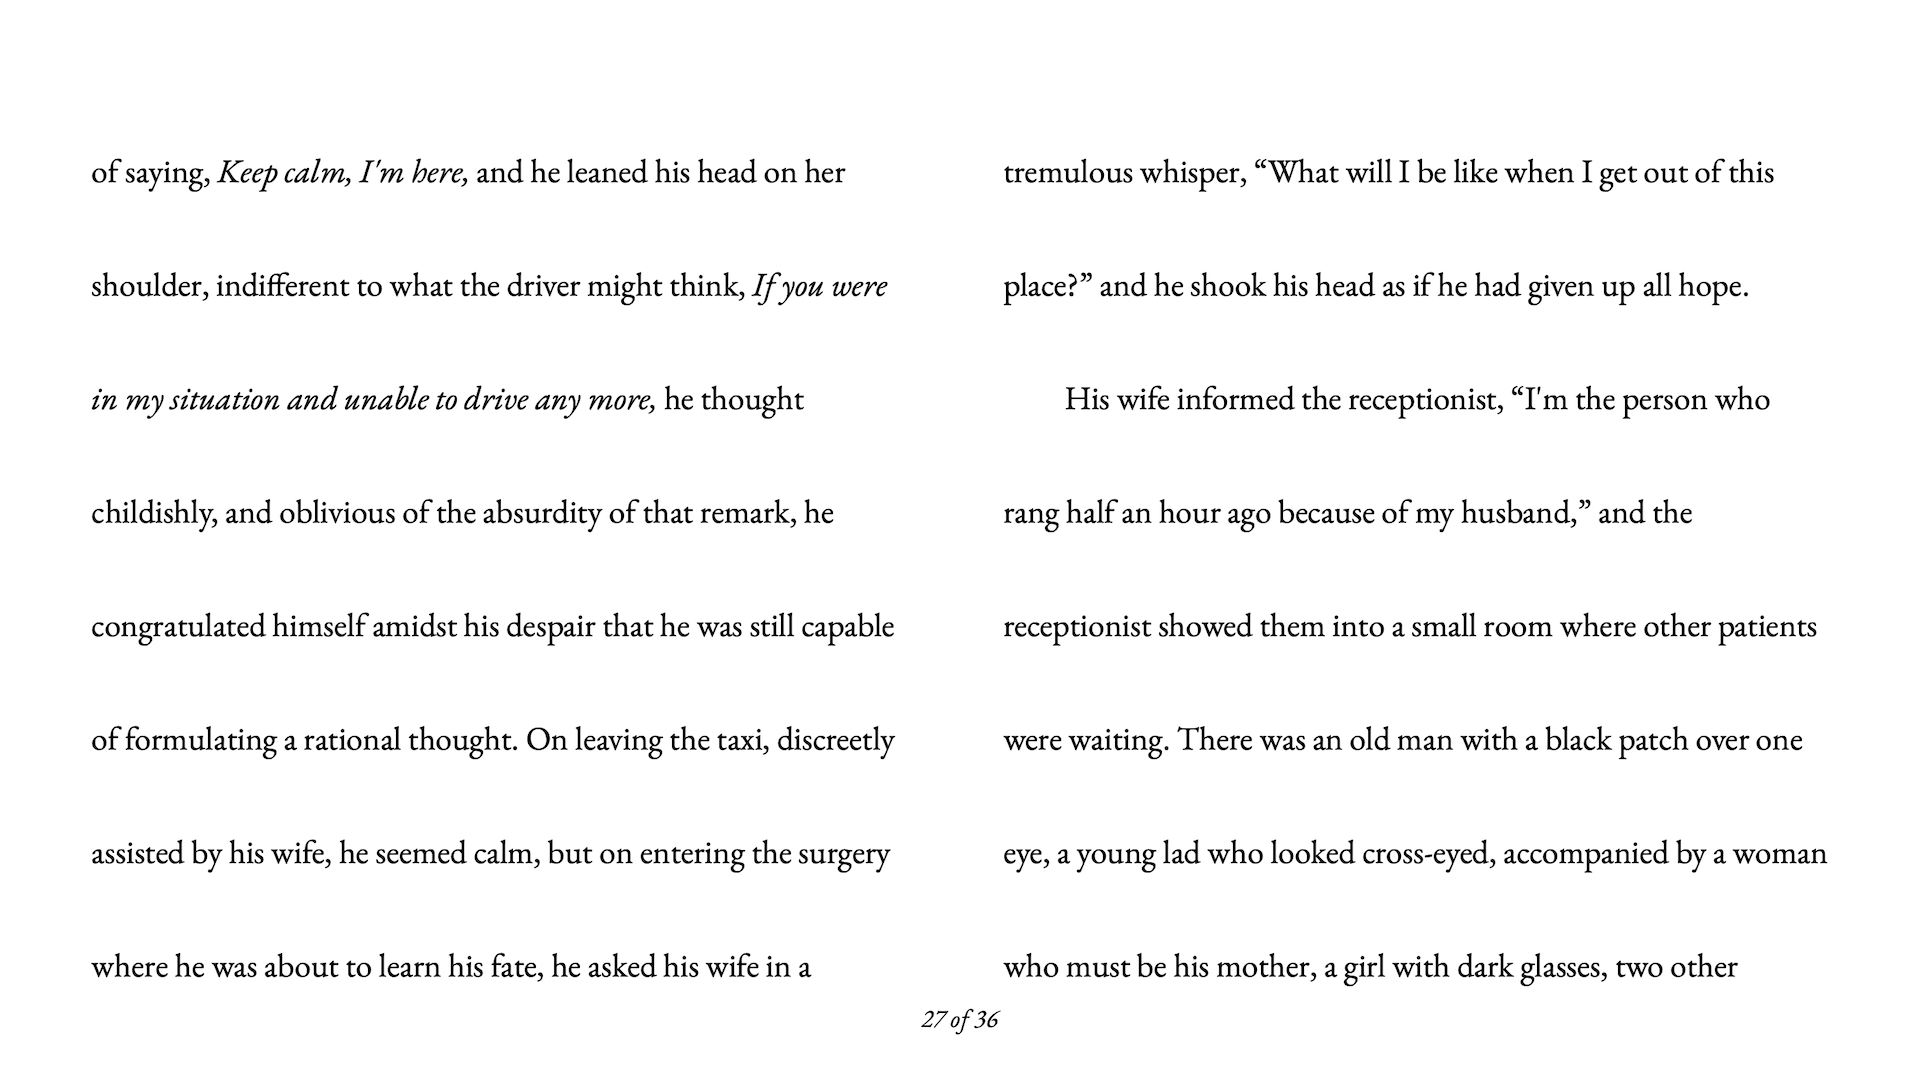 of saying, Keep calm, I'm here, and he leaned his head on her
shoulder, indifferent to what the driver might think, If you were
in my situation and unable to drive any more, he thought
childishly, and oblivious of the absurdity of that remark, he
congratulated himself amidst his despair that he was still capable
of formulating a rational thought. On leaving the taxi, discreetly
assisted by his wife, he seemed calm, but on entering the surgery
where he was about to learn his fate, he asked his wife in a
tremulous whisper, “What will I be like when I get out of this
place?” and he shook his head as if he had given up all hope.
His wife informed the receptionist, “I'm the person who
rang half an hour ago because of my husband,” and the
receptionist showed them into a small room where other patients
were waiting. There was an old man with a black patch over one
eye, a young lad who looked cross-eyed, accompanied by a woman
who must be his mother, a girl with dark glasses, two other
27 of 36